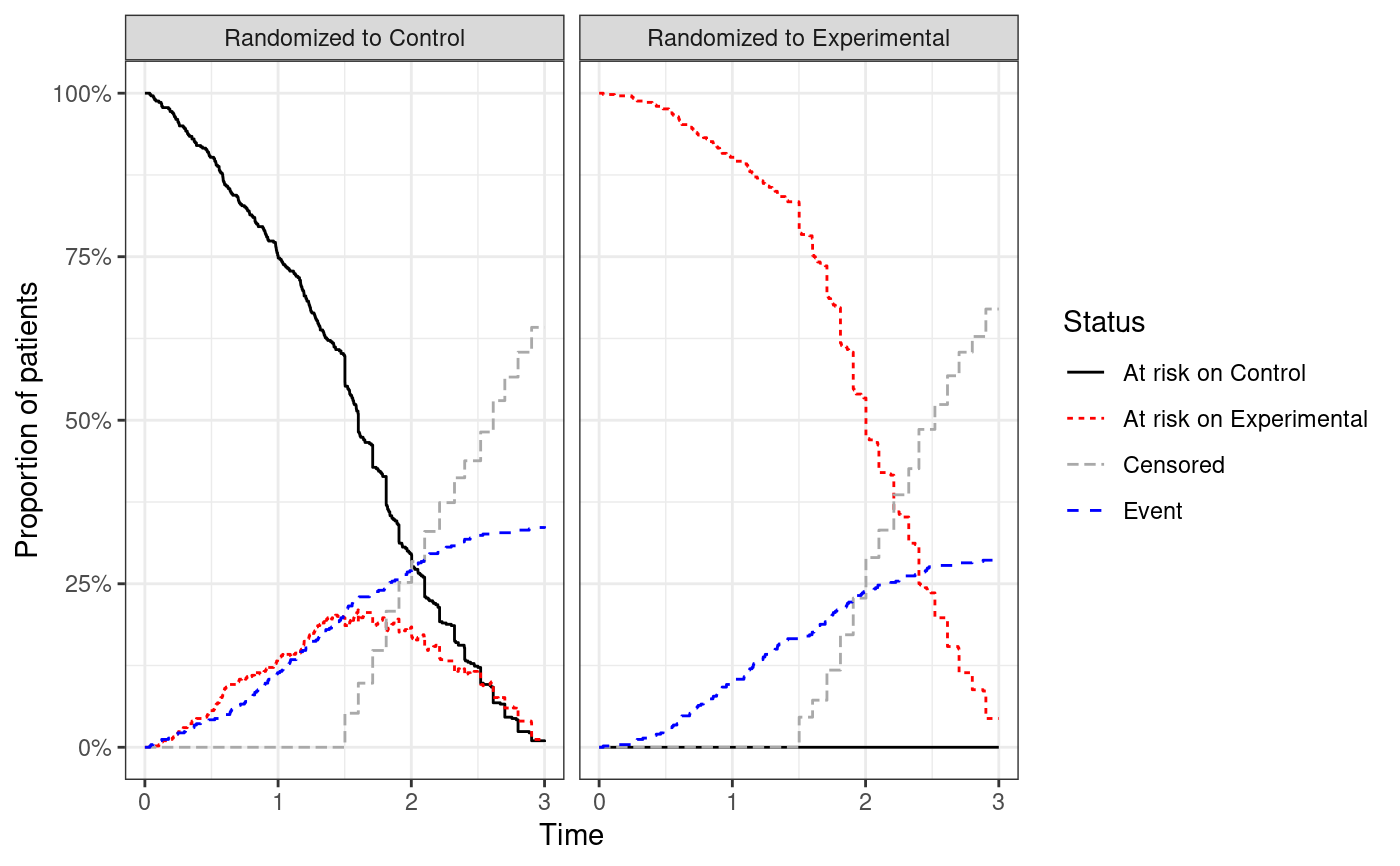 Randomized to Control
Randomized to Experimental
100%
75%
50%
25%
0%
Proportion of patients
0
1
2
3
0
1
2
3
Time
Status
At risk on Control
At risk on Experimental
Censored
Event